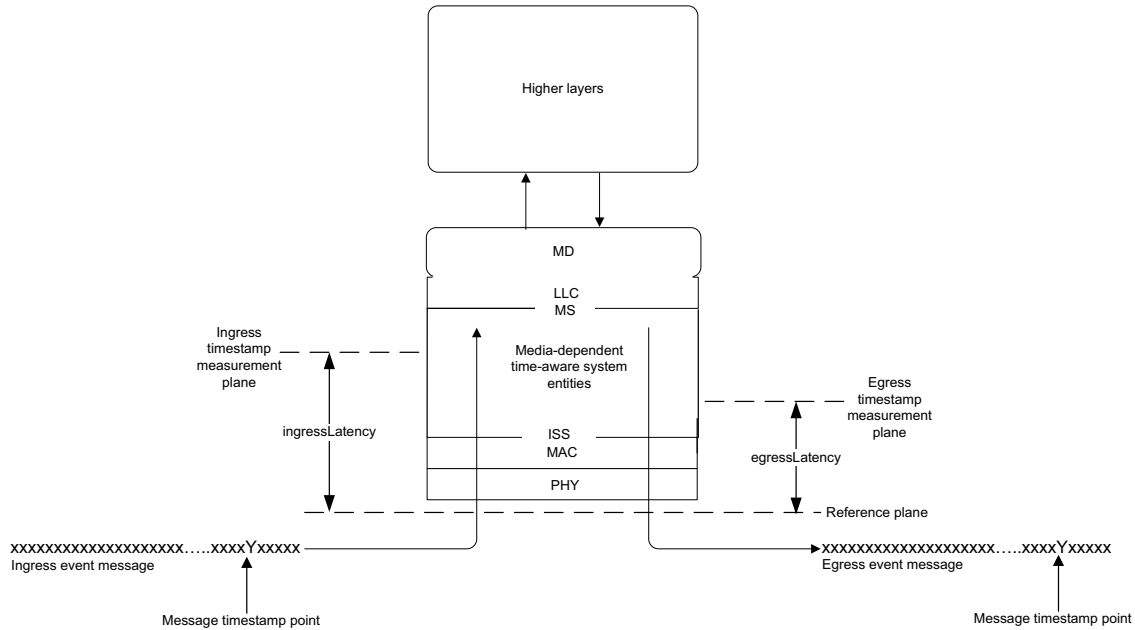 Higher layers
MD
LLC
MS
Ingress
timestamp
measurement
plane
Media-dependent
time-aware system
entities
Egress
timestamp
measurement
plane
ingressLatency
ISS
MAC
egressLatency
PHY
Reference plane
xxxxxxxxxxxxxxxxxxxx.....xxxxYxxxxx
Ingress event message
xxxxxxxxxxxxxxxxxxxx.....xxxxYxxxxx
Egress event message
Message timestamp point
Message timestamp point